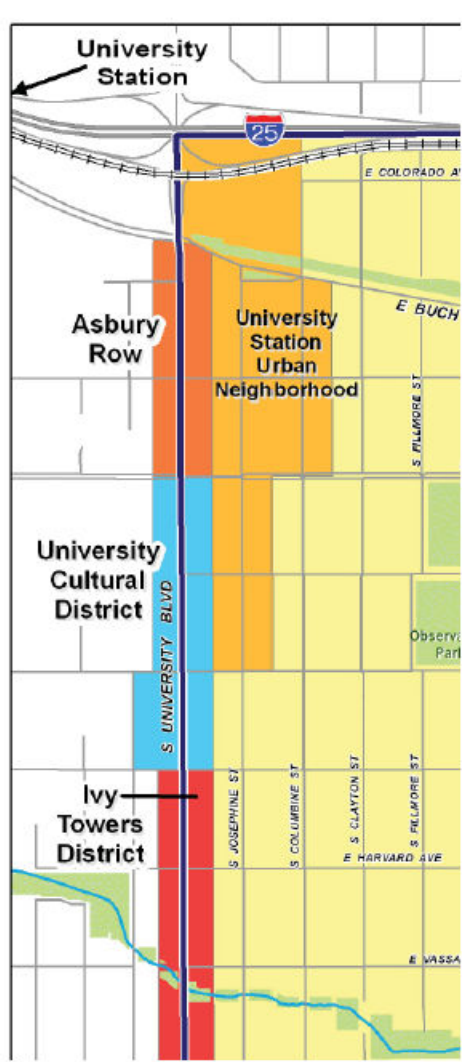 University
Station
25
E COLORADO AV
E BUCH
Asbury
Row
University
Station
Urban
Neighborhood
S FILLMORE ST
University
Cultural
District
S UNIVERSITY BLVD
Observa
Park
Ivy
Towers
District
S JOSEPHINE ST
S COLUMBINE ST
S CLAYTON ST
S FILLMORE ST
E HARVARD AVE
E VASSA